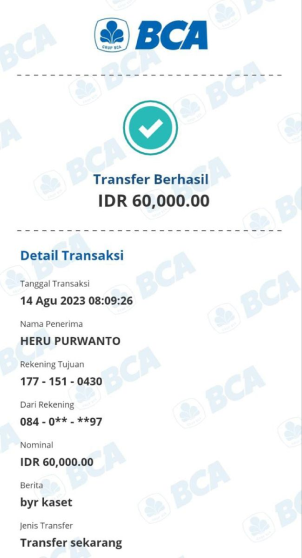 BCA
Transfer Berhasil
IDR 60,000.00
Detail Transaksi
Tanggal Transaksi
14 Agu 2023 08:09:26
Nama Penerima
HERU PURWANTO
Rekening Tujuan
177 - 151 - 0430
Dari Rekening
084 - 0** - **97
Nominal
IDR 60,000.00
Berita
byr kaset
Jenis Transfer
Transfer sekarang